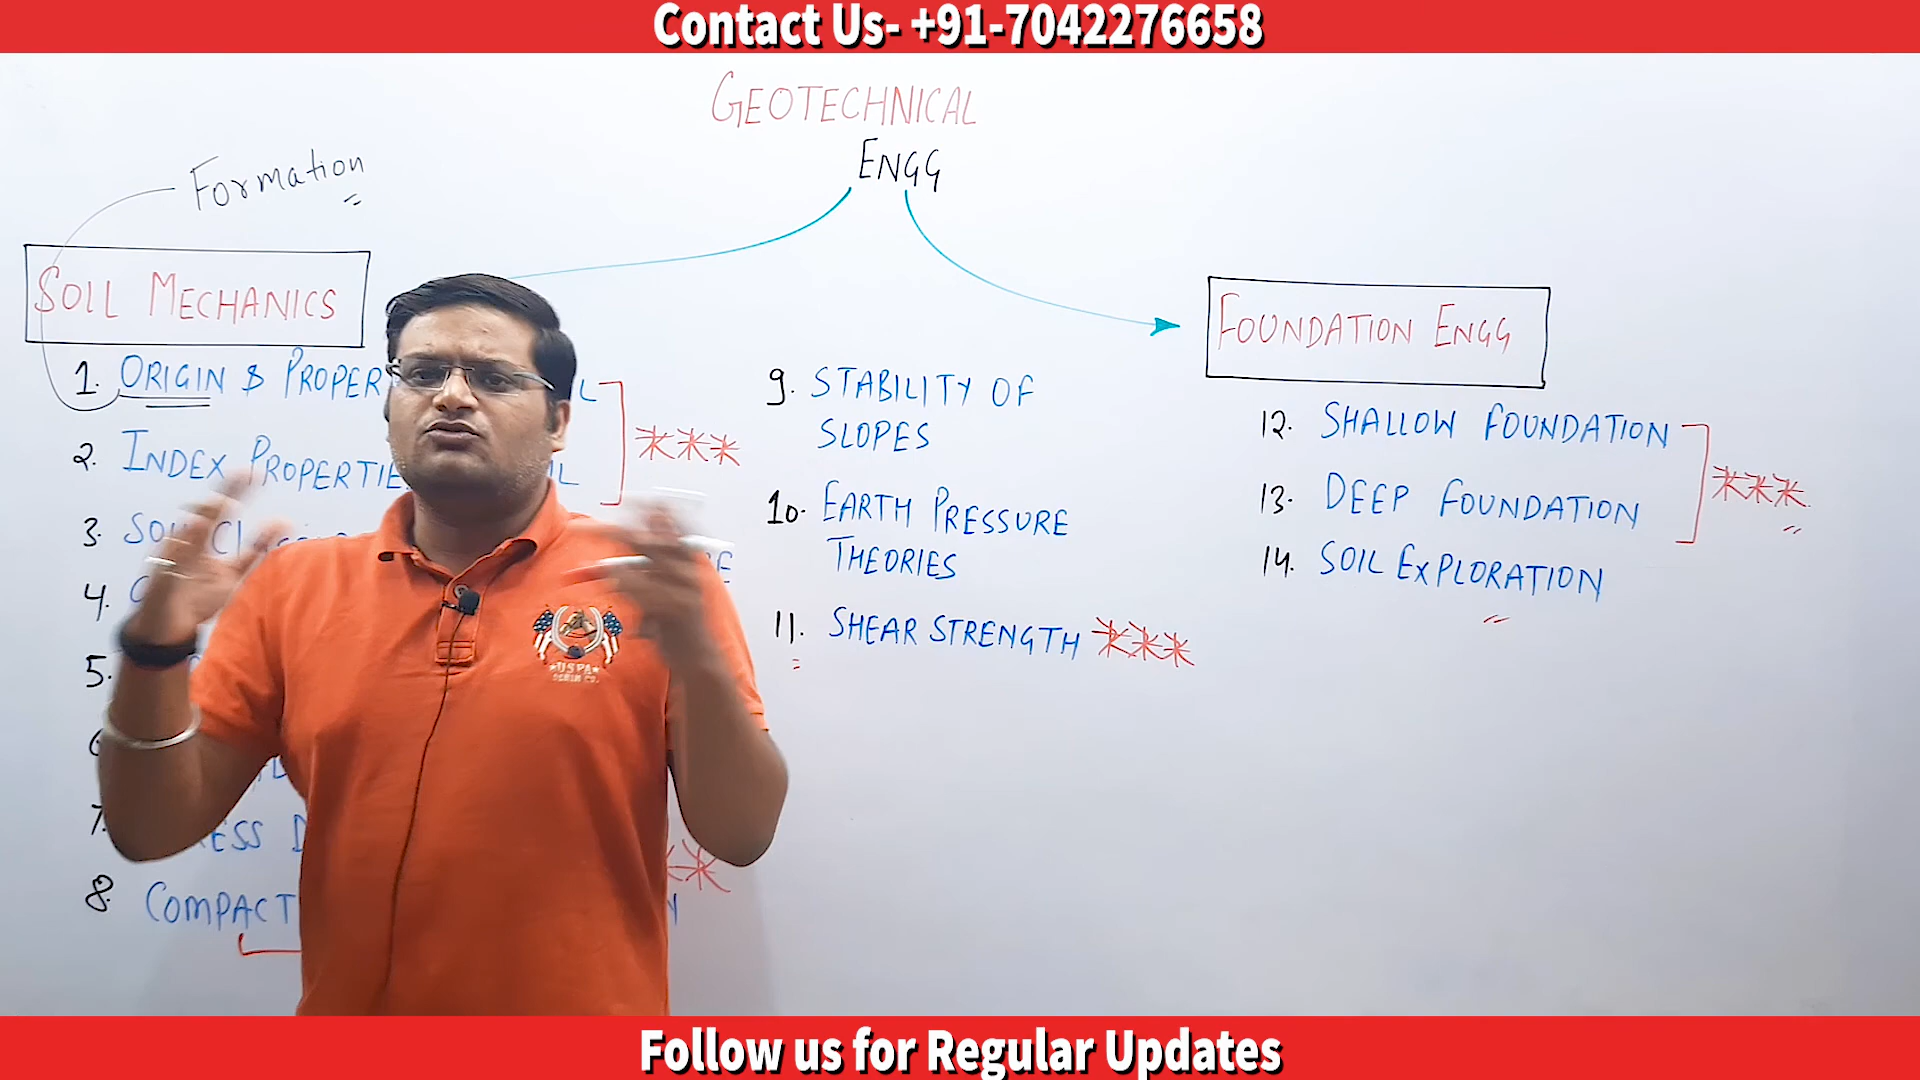 Contact Us- +91-7042276658
GEOTECHNICAL
ENGG
Formation
SOIL MECHANICS
1. ORIGIN & PROPER
2. INDEX PROPERTIE
3. SOIL
4.
5.
7.
8. COMPACT
9. STABILITY OF
SLOPES
10. EARTH PRESSURE
THEORIES
11. SHEAR STRENGTH ***
***
FOUNDATION ENGG
12. SHALLOW FOUNDATION
13. DEEP FOUNDATION
***
14. SOIL EXPLORATION
USPA
Follow us for Regular Updates